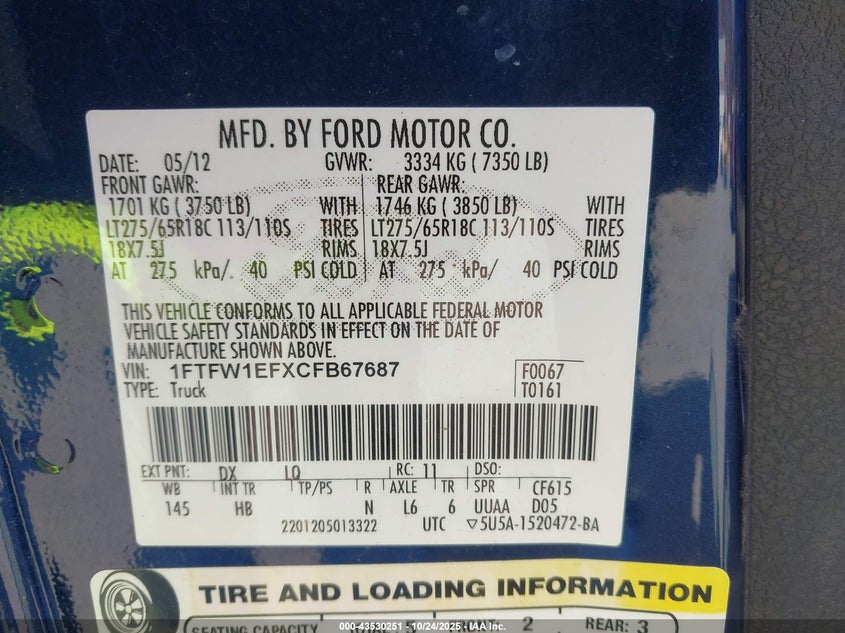 MFD. BY FORD MOTOR CO.
DATE: 05/12 GVWR: 3334 KG ( 7350 LB)
FRONT GAWR: REAR GAWR:
1701 KG ( 3750 LB) WITH 1746 KG ( 3850 LB) WITH
LT275/65R18C 113/110S TIRES LT275/65R18C 113/110S TIRES
18X7.5J RIMS 18X7.5J RIMS
AT 275 kPa/ 40 PSI COLD AT 275 kPa/ 40 PSI COLD
THIS VEHICLE CONFORMS TO ALL APPLICABLE FEDERAL MOTOR
VEHICLE SAFETY STANDARDS IN EFFECT ON THE DATE OF
MANUFACTURE SHOWN ABOVE.
VIN: 1FTFW1EFXCFB67687 F0067
TYPE: Truck T0161
EXT PNT: DX LQ RC: 11 DSO:
WB INT TR TP/PS R AXLE TR SPR CF615
145 HB N L6 6 UUAA D05
2201205013322 UTC ▽5U5A-1520472-BA
TIRE AND LOADING INFORMATION
SEATING CAPACITY 2 REAR: 3
000-43530251 - 10/24/2025 - IAA Inc.